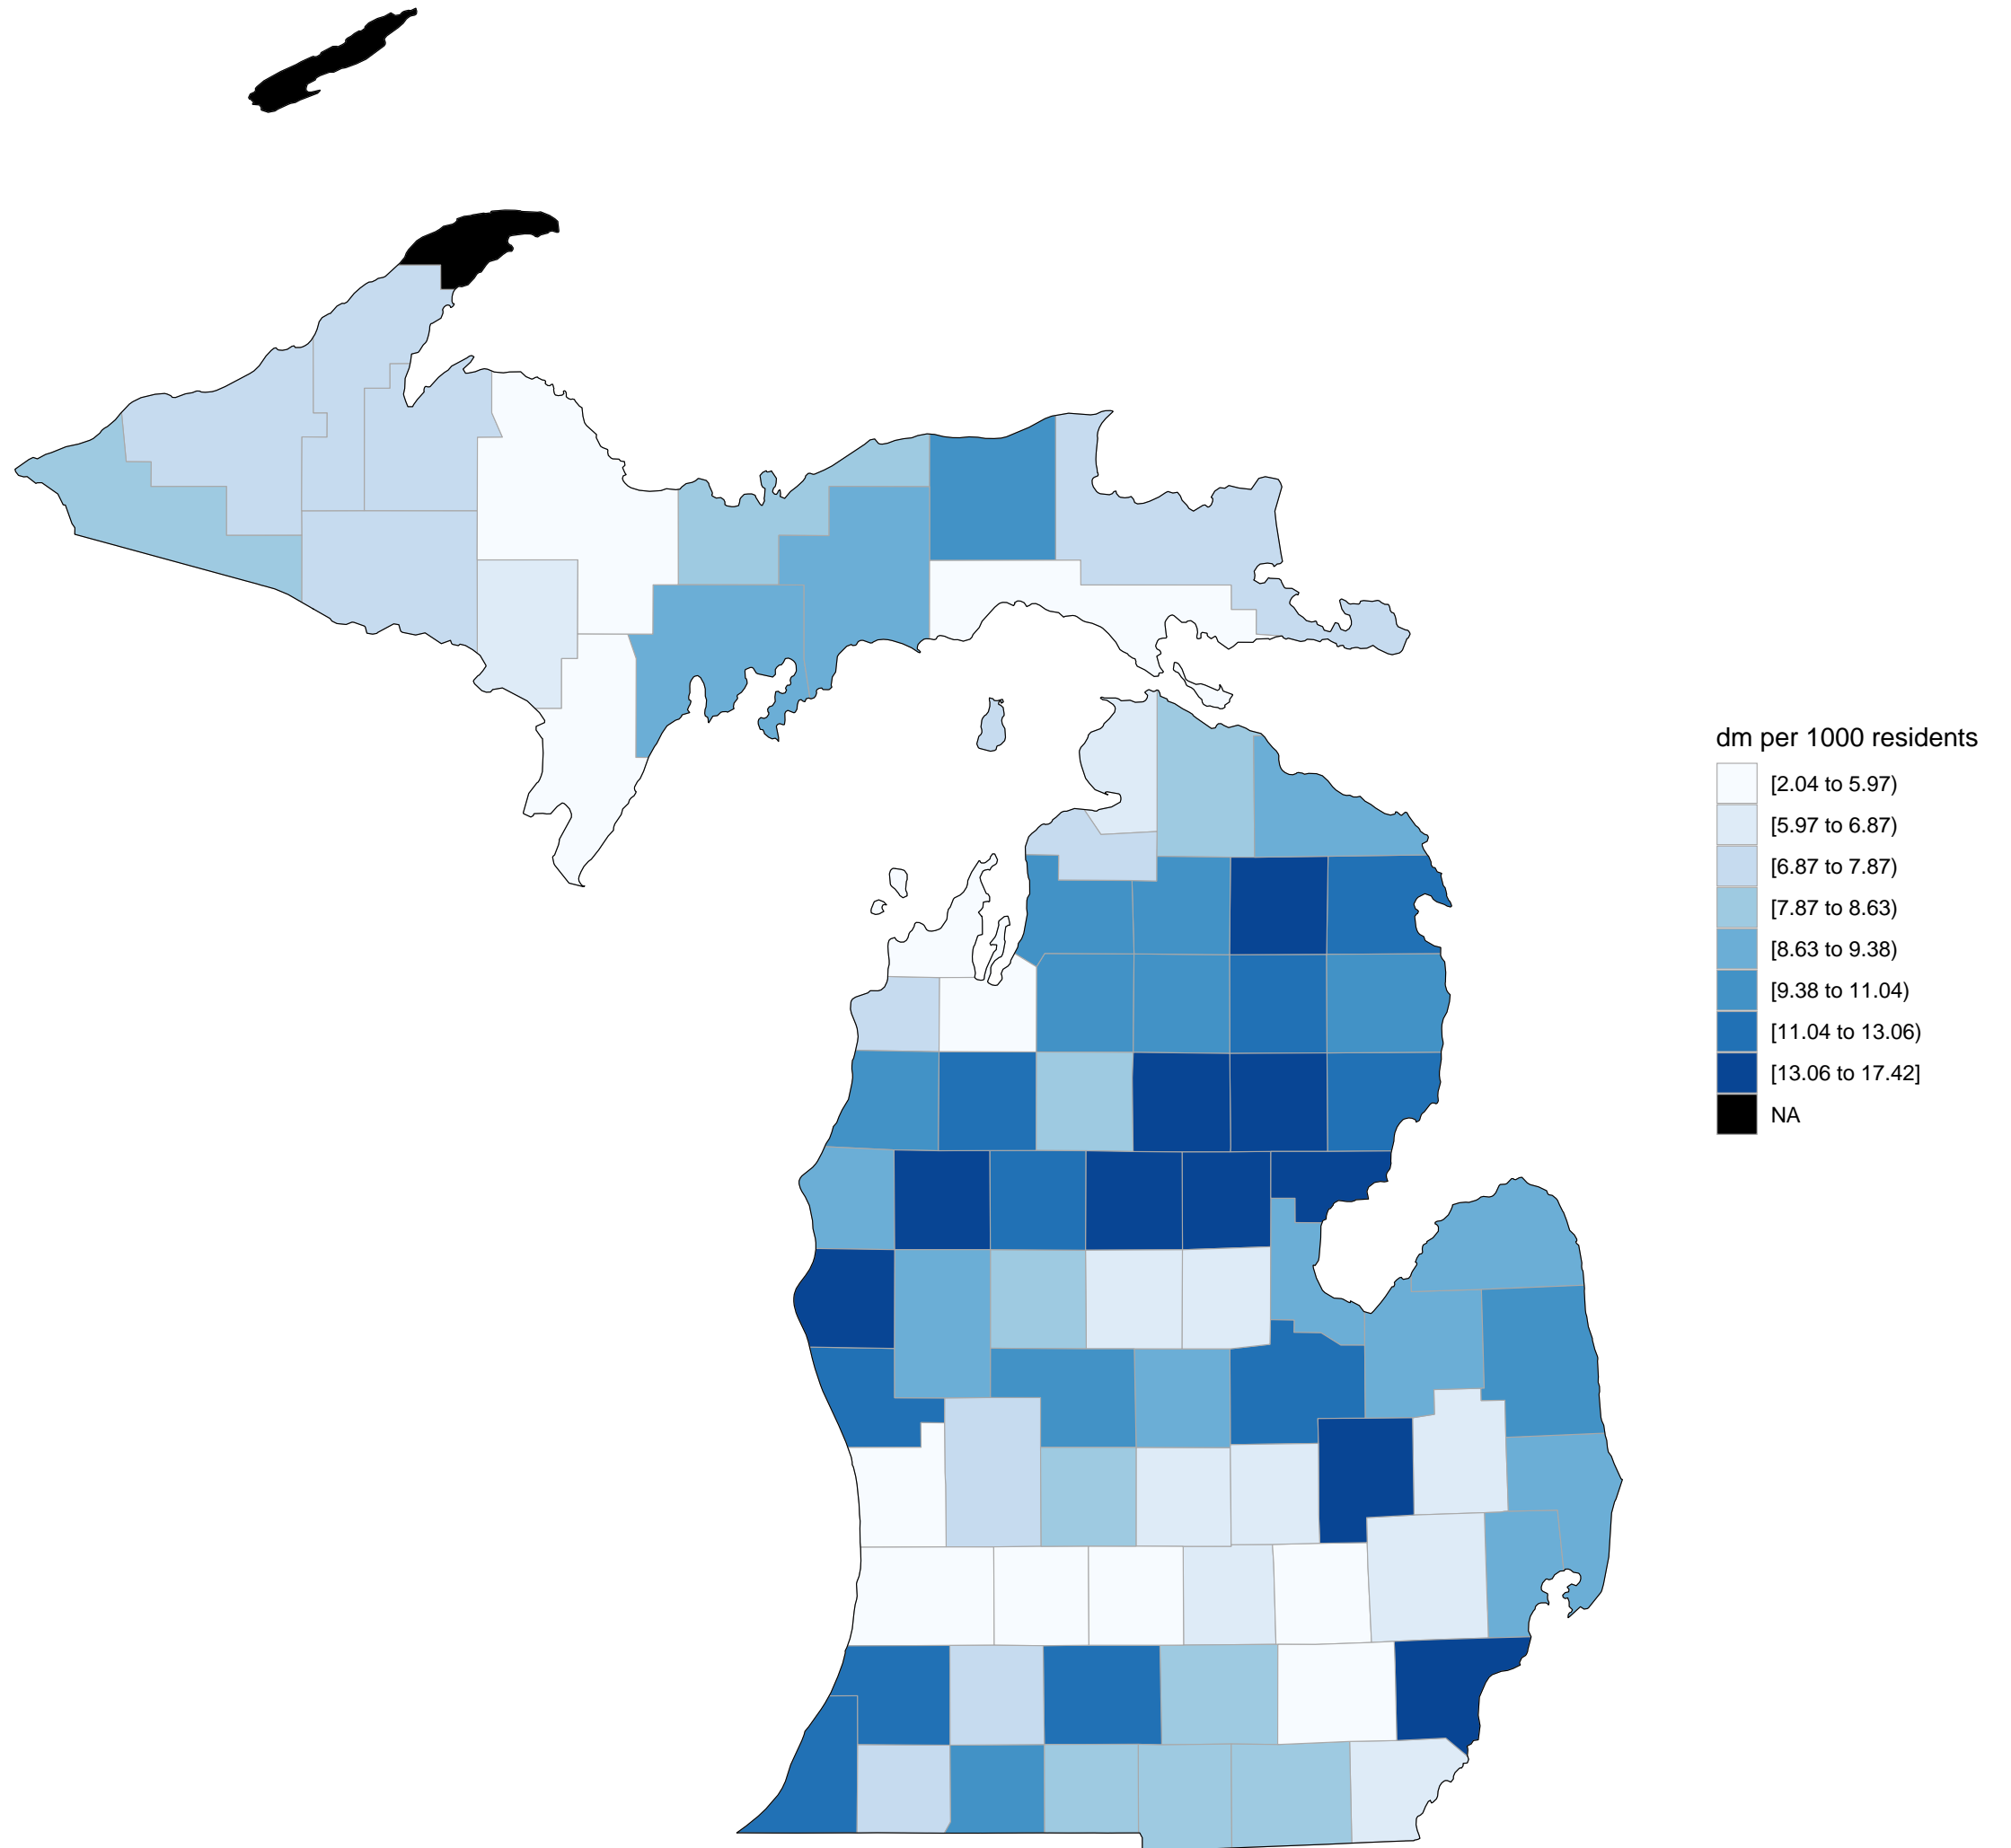 dm per 1000 residents
[2.04 to 5.97)
[5.97 to 6.87)
[6.87 to 7.87)
[7.87 to 8.63)
[8.63 to 9.38)
[9.38 to 11.04)
[11.04 to 13.06)
[13.06 to 17.42]
NA